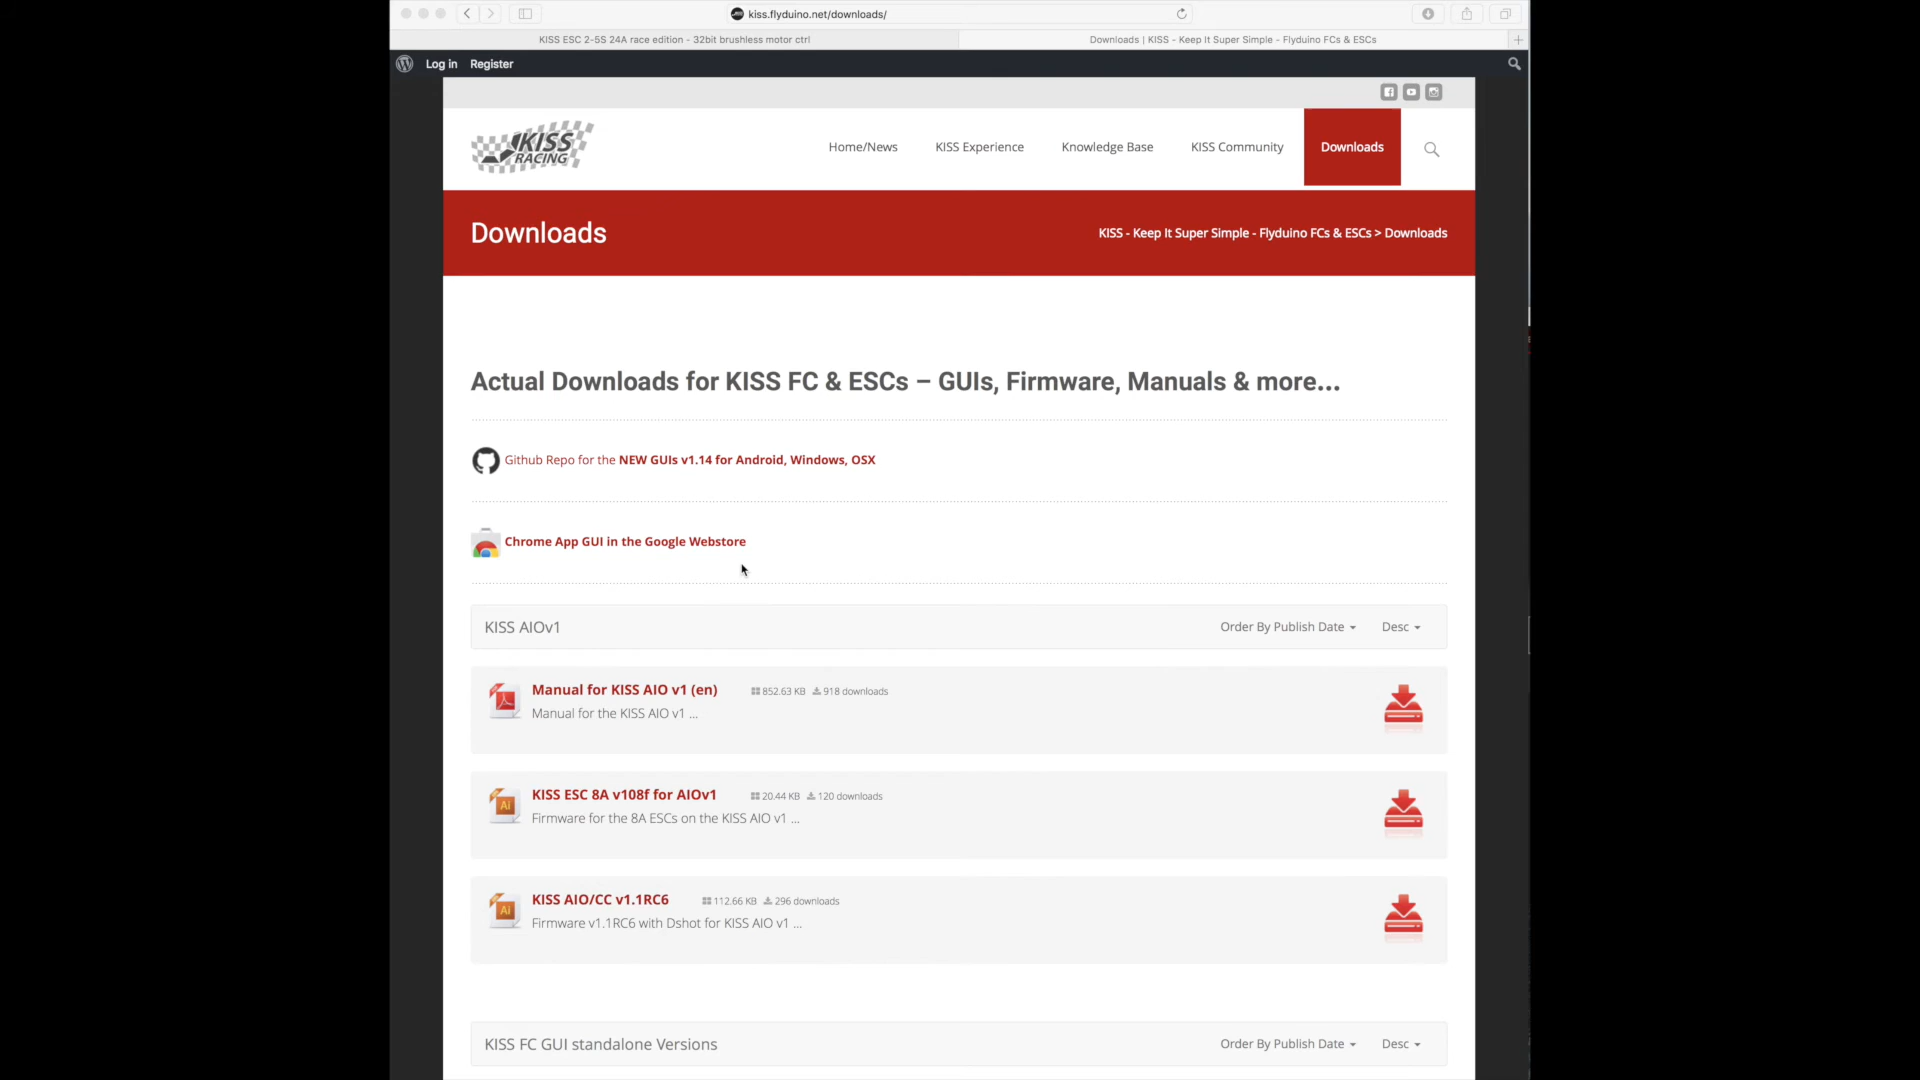 kiss.flyduino.net/downloads/
KISS ESC 2-5S 24A race edition - 32bit brushless motor ctrl
Downloads | KISS - Keep It Super Simple - Flyduino FCs & ESCs
Log in Register
KISS RACING
Home/News KISS Experience Knowledge Base KISS Community Downloads
Downloads
KISS - Keep It Super Simple - Flyduino FCs & ESCs > Downloads
Actual Downloads for KISS FC & ESCs – GUIs, Firmware, Manuals & more...
Github Repo for the NEW GUIs v1.14 for Android, Windows, OSX
Chrome App GUI in the Google Webstore
KISS AIOv1 Order By Publish Date Desc
Manual for KISS AIO v1 (en) 852.63 KB 918 downloads
Manual for the KISS AIO v1 ...
Ai KISS ESC 8A v108f for AIOv1 20.44 KB 120 downloads
Firmware for the 8A ESCs on the KISS AIO v1 ...
Ai KISS AIO/CC v1.1RC6 112.66 KB 296 downloads
Firmware v1.1RC6 with Dshot for KISS AIO v1 ...
KISS FC GUI standalone Versions Order By Publish Date Desc